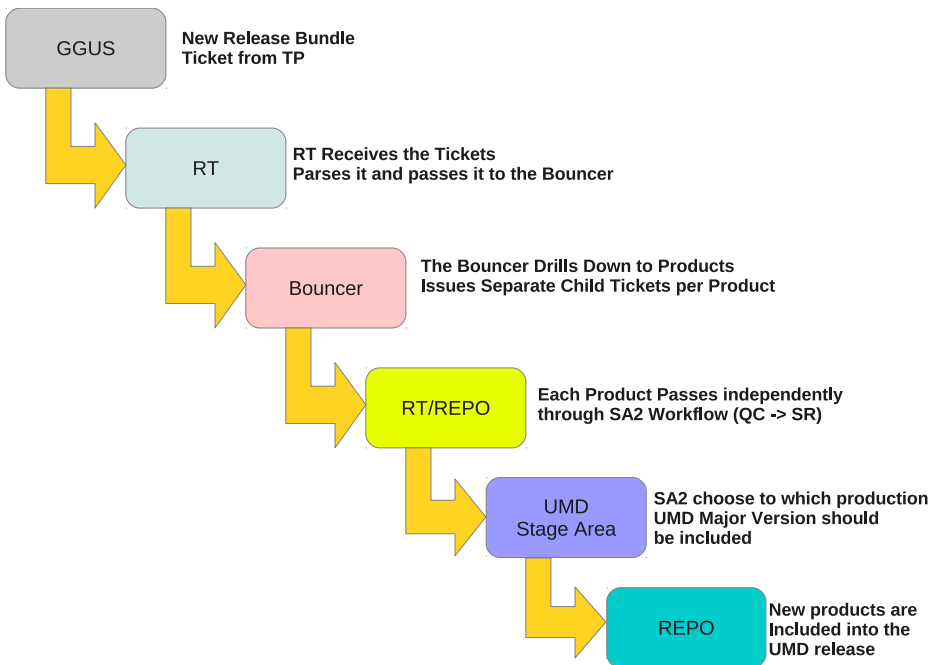 GGUS
New Release Bundle
Ticket from TP
RT
RT Receives the Tickets
Parses it and passes it to the Bouncer
Bouncer
The Bouncer Drills Down to Products
Issues Separate Child Tickets per Product
RT/REPO
Each Product Passes independently
through SA2 Workflow (QC -> SR)
UMD
Stage Area
SA2 choose to which production
UMD Major Version should
be included
REPO
New products are
Included into the
UMD release